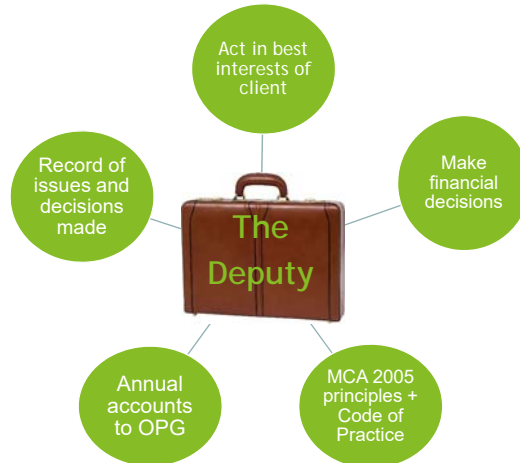 Act in best
interests of
client
Record of
issues and
decisions
made
Make
financial
decisions
The
Deputy
Annual
accounts
to OPG
MCA 2005
principles +
Code of
Practice